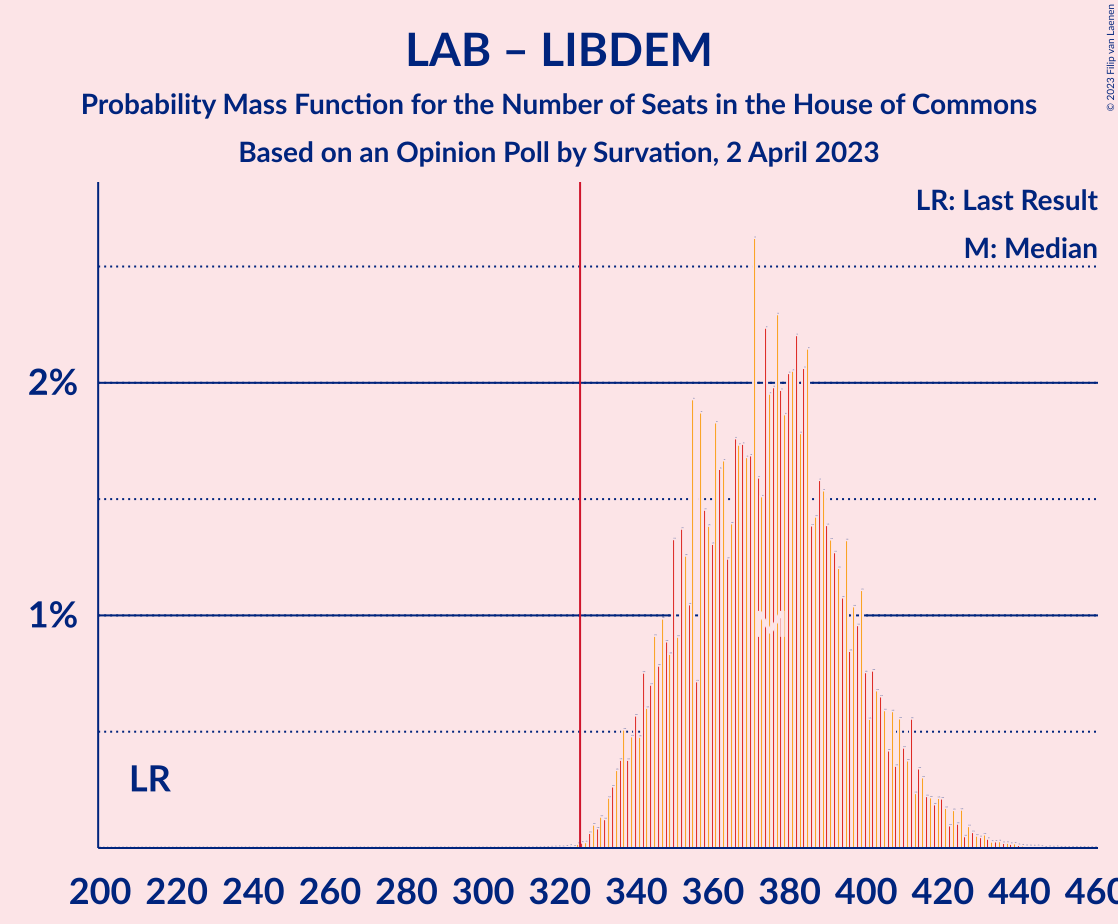 LAB – LIBDEM
Probability Mass Function for the Number of Seats in the House of Commons
Based on an Opinion Poll by Survation, 2 April 2023
© 2023 Filip van Laenen
LR: Last Result
M: Median
2%
1%
LR
M
200 220 240 260 280 300 320 340 360 380 400 420 440 460